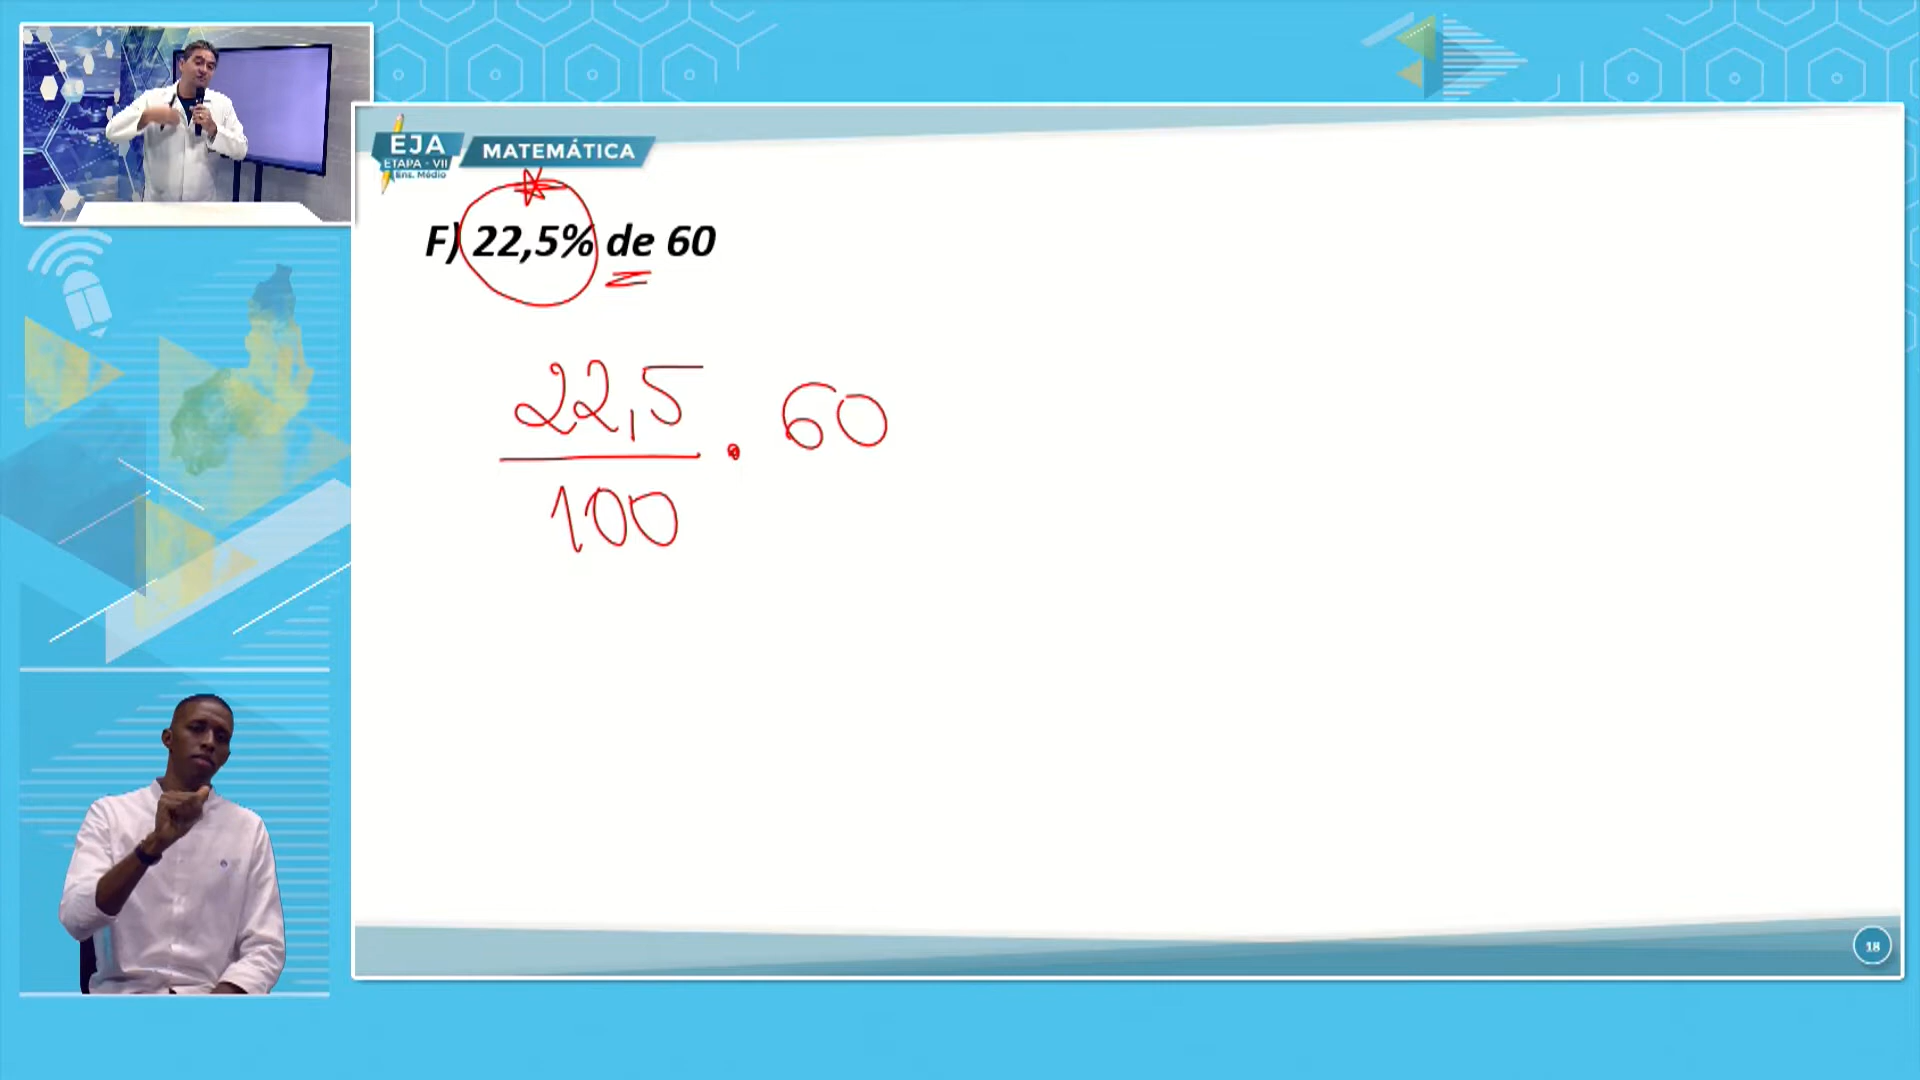 EJA
ETAPA - VII
Ens. Médio
MATEMÁTICA
F) 22,5% de 60
22,5
100
. 60
18